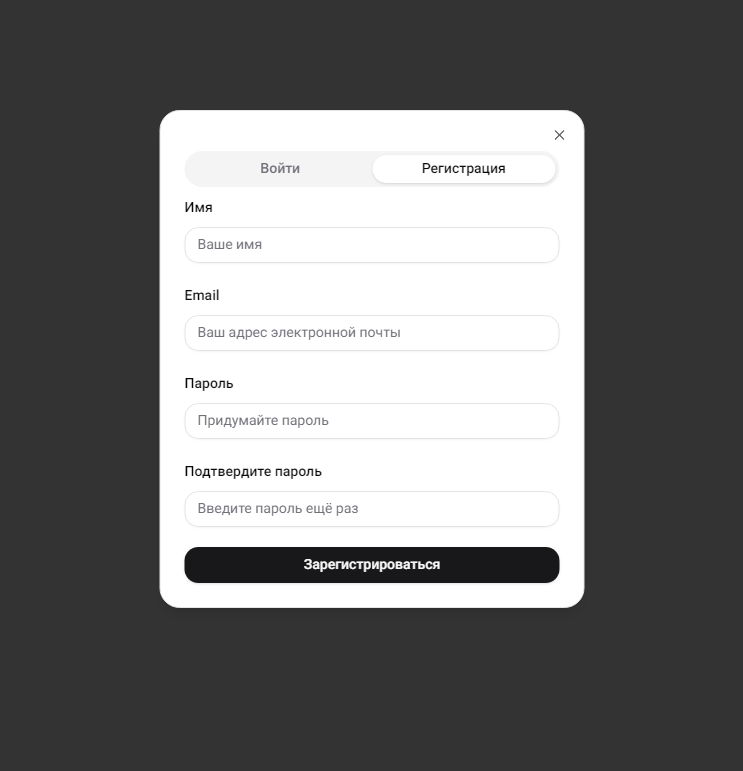 Войти
Регистрация
Имя
Ваше имя
Email
Ваш адрес электронной почты
Пароль
Придумайте пароль
Подтвердите пароль
Введите пароль ещё раз
Зарегистрироваться